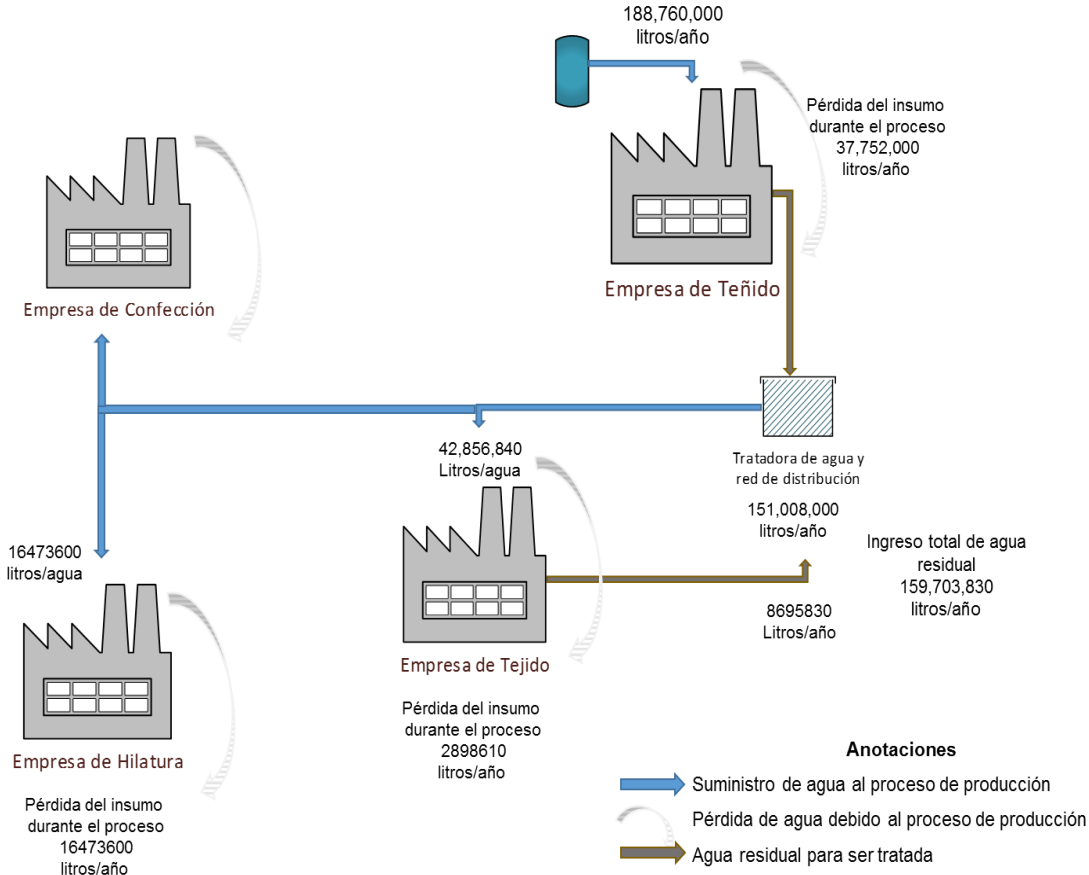 188,760,000
litros/año
Pérdida del insumo
durante el proceso
37,752,000
litros/año
Empresa de Confección
Empresa de Teñido
42,856,840
Litros/agua
Tratadora de agua y
red de distribución
151,008,000
litros/año
Ingreso total de agua
residual
159,703,830
litros/año
16473600
litros/agua
8695830
Litros/año
Empresa de Tejido
Pérdida del insumo
durante el proceso
2898610
litros/año
Empresa de Hilatura
Pérdida del insumo
durante el proceso
16473600
litros/año
Anotaciones
Suministro de agua al proceso de producción
Pérdida de agua debido al proceso de producción
Agua residual para ser tratada